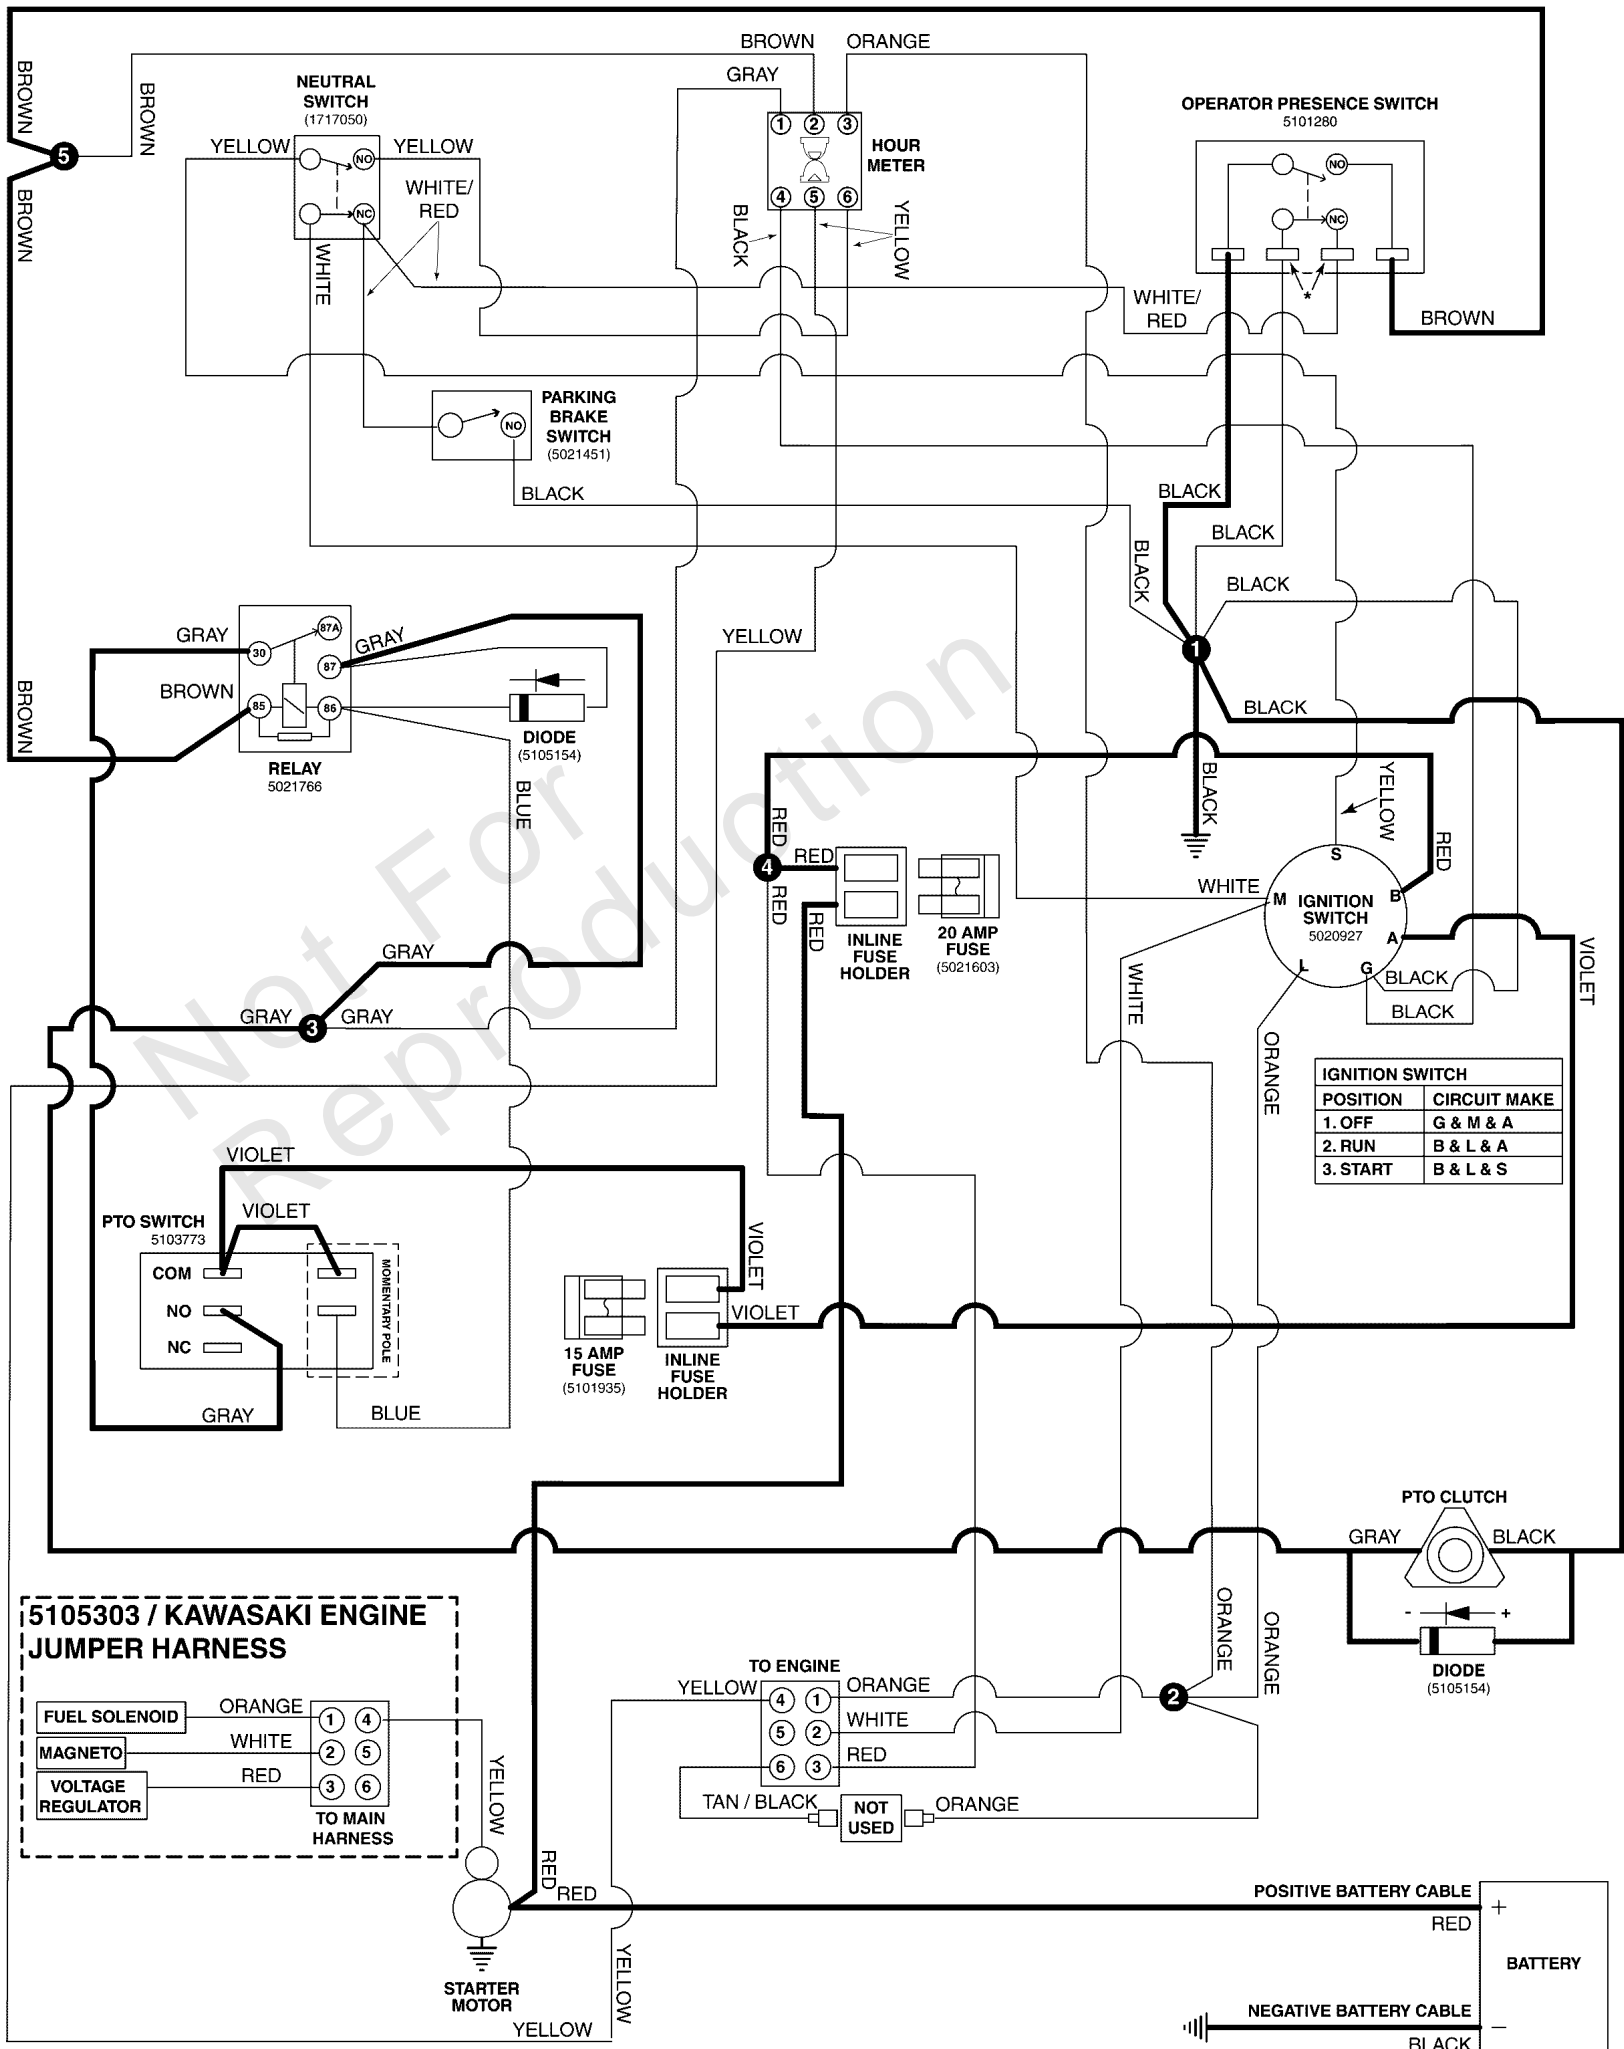 BROWN
BROWN
BROWN
BROWN
ORANGE
GRAY
NEUTRAL
SWITCH
(1717050)
YELLOW
NO
YELLOW
NC
WHITE/
RED
WHITE
5
1 2 3
4 5 6
HOUR
METER
BLACK
YELLOW
OPERATOR PRESENCE SWITCH
5101280
NO
NC
*
WHITE/
RED
BROWN
PARKING
BRAKE
SWITCH
(5021451)
NO
BLACK
BLACK
BLACK
BLACK
BLACK
1
BLACK
BLACK
YELLOW
GRAY
30
87A
87
GRAY
BROWN
85
86
RELAY
5021766
DIODE
(5105154)
BLUE
BROWN
Not For
Reproduction
YELLOW
RED
4
RED
RED
RED
INLINE
FUSE
HOLDER
20 AMP
FUSE
(5021603)
RED
WHITE
S
M
B
A
L
G
IGNITION
SWITCH
5020927
BLACK
BLACK
VIOLET
WHITE
ORANGE
GRAY
GRAY
3
GRAY
IGNITION SWITCH
POSITION CIRCUIT MAKE
1. OFF G & M & A
2. RUN B & L & A
3. START B & L & S
VIOLET
VIOLET
PTO SWITCH
5103773
COM
NO
NC
MOMENTARY POLE
GRAY
BLUE
VIOLET
VIOLET
15 AMP
FUSE
(5101935)
INLINE
FUSE
HOLDER
PTO CLUTCH
GRAY
BLACK
- +
DIODE
(5105154)
ORANGE
ORANGE
2
5105303 / KAWASAKI ENGINE
JUMPER HARNESS
FUEL SOLENOID
ORANGE
1 4
MAGNETO
WHITE
2 5
VOLTAGE
REGULATOR
RED
3 6
TO MAIN
HARNESS
YELLOW
TO ENGINE
YELLOW
4 1
ORANGE
5 2
WHITE
6 3
RED
TAN / BLACK
NOT
USED
ORANGE
RED
RED
STARTER
MOTOR
YELLOW
YELLOW
POSITIVE BATTERY CABLE
RED
+
BATTERY
NEGATIVE BATTERY CABLE
−
BLACK